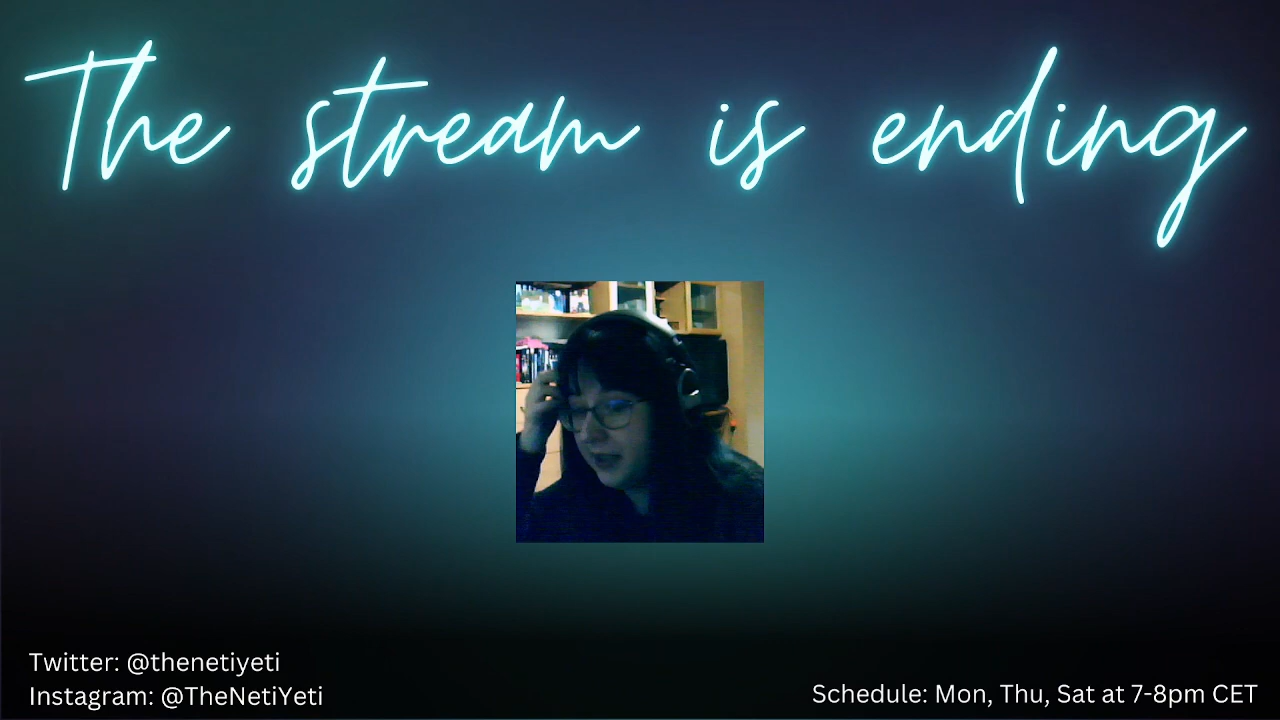 The stream is ending
Twitter: @thenetiyeti
Instagram: @TheNetiYeti
Schedule: Mon, Thu, Sat at 7-8pm CET